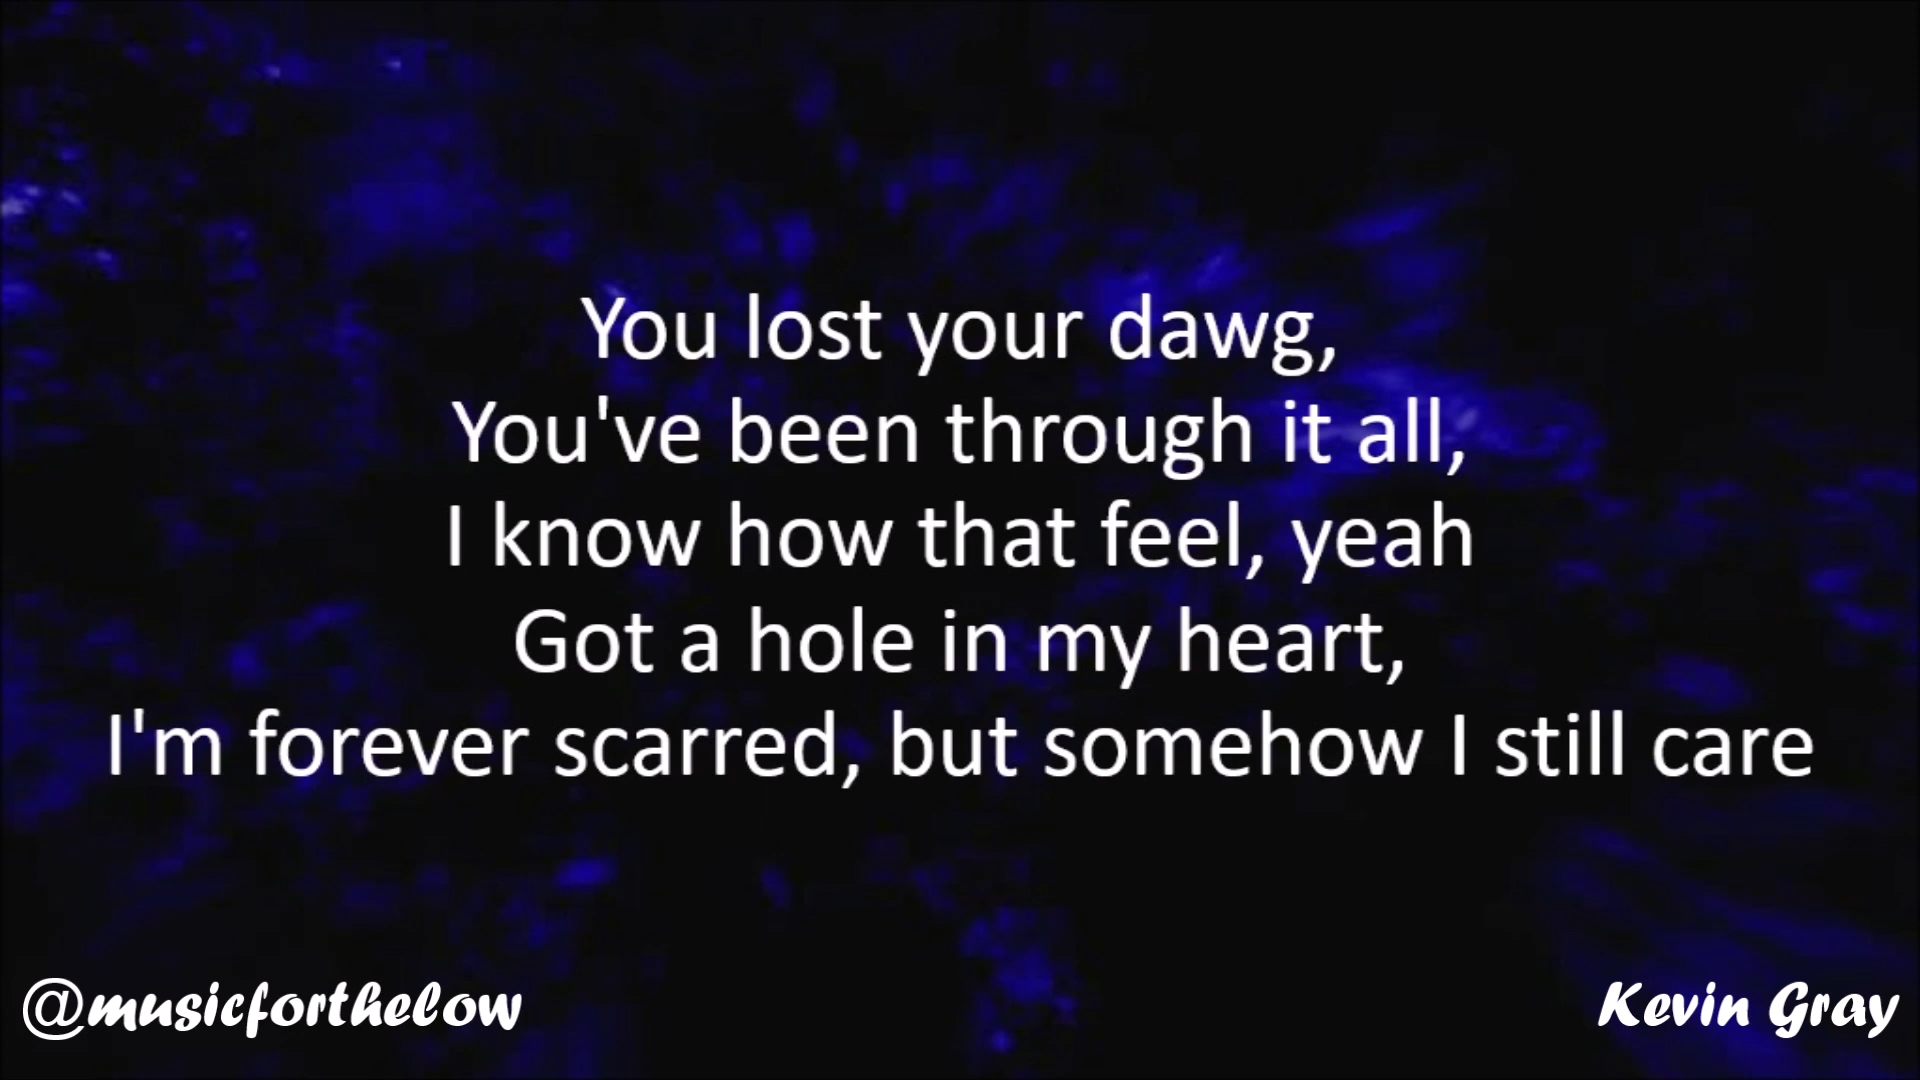 You lost your dawg,
You've been through it all,
I know how that feel, yeah
Got a hole in my heart,
I'm forever scarred, but somehow I still care
@musicforthelow
Kevin Gray